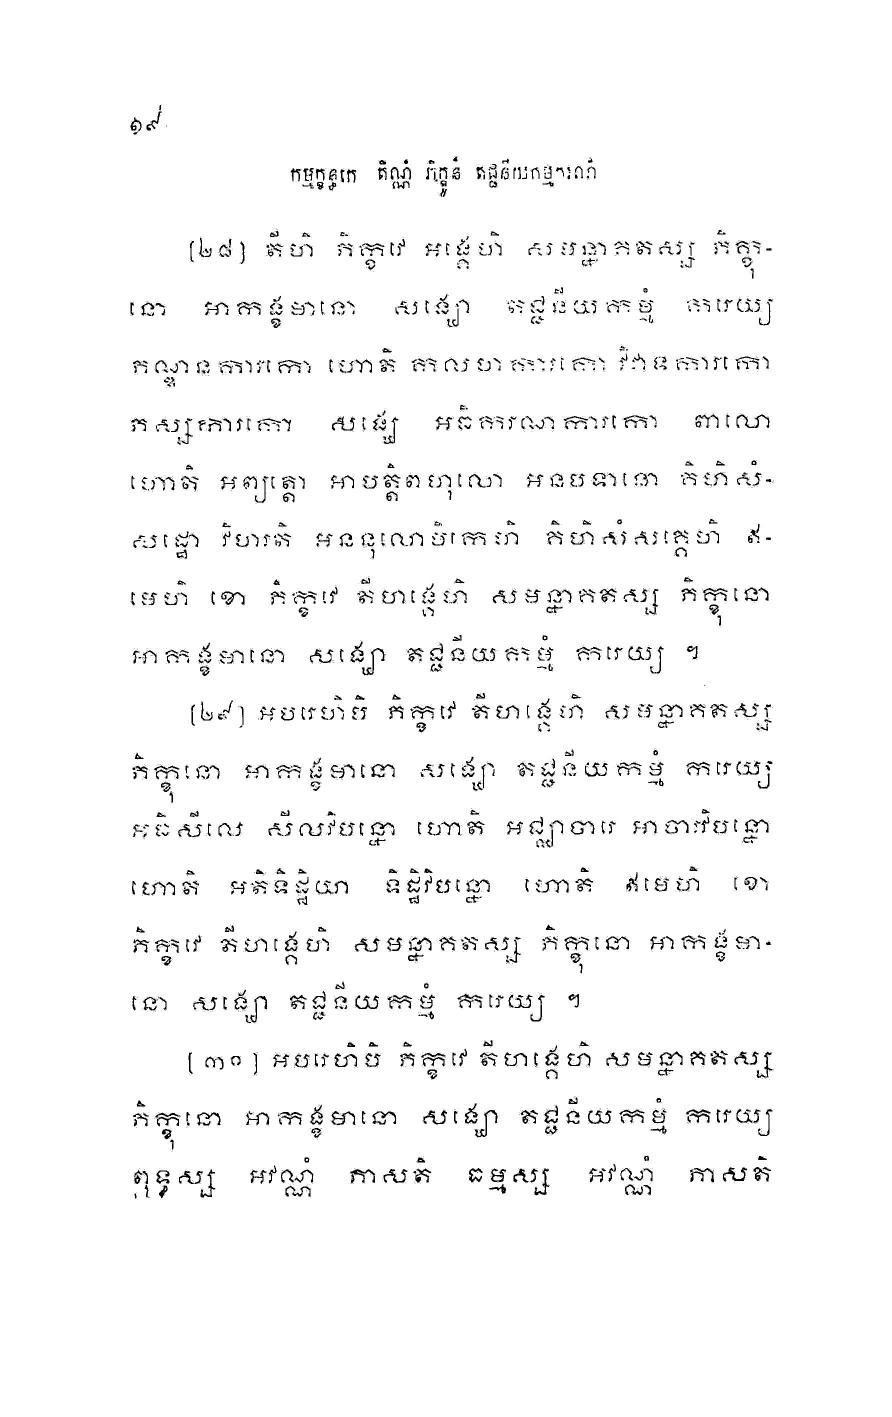 ១៩
កម្មក្ខន្ធកេ តិណ្ណំ ភិក្ខូនំ តជ្ជនីយកម្មករណំ
[២៨] តីហិ ភិក្ខវេ អង្គេហិ សមន្នាគតស្ស ភិក្ខុ-
នោ អាកង្ខមានោ សង្ឃោ តជ្ជនីយកម្មំ ករេយ្យ
ភណ្ឌនការកោ ហោតិ កលហការកោ វិវាទការកោ
ភស្សការកោ សង្ឃេ អធិករណការកោ ពាលោ
ហោតិ អព្យត្តោ អាបត្តិពហុលោ អនបទានោ គិហិសំ-
សដ្ឋោ វិហរតិ អននុលោមិកេហិ គិហិសំសគ្គេហិ ឥ-
មេហិ ខោ ភិក្ខវេ តីហង្គេហិ សមន្នាគតស្ស ភិក្ខុនោ
អាកង្ខមានោ សង្ឃោ តជ្ជនីយកម្មំ ករេយ្យ ។
[២៩] អបរេហិបិ ភិក្ខវេ តីហង្គេហិ សមន្នាគតស្ស
ភិក្ខុនោ អាកង្ខមានោ សង្ឃោ តជ្ជនីយកម្មំ ករេយ្យ
អធិសីលេ សីលវិបន្នោ ហោតិ អជ្ឈាចារេ អាចារវិបន្នោ
ហោតិ អតិទិដ្ឋិយា ទិដ្ឋិវិបន្នោ ហោតិ ឥមេហិ ខោ
ភិក្ខវេ តីហង្គេហិ សមន្នាគតស្ស ភិក្ខុនោ អាកង្ខមា-
នោ សង្ឃោ តជ្ជនីយកម្មំ ករេយ្យ ។
[៣០] អបរេហិបិ ភិក្ខវេ តីហង្គេហិ សមន្នាគតស្ស
ភិក្ខុនោ អាកង្ខមានោ សង្ឃោ តជ្ជនីយកម្មំ ករេយ្យ
ពុទ្ធស្ស អវណ្ណំ ភាសតិ ធម្មស្ស អវណ្ណំ ភាសតិ